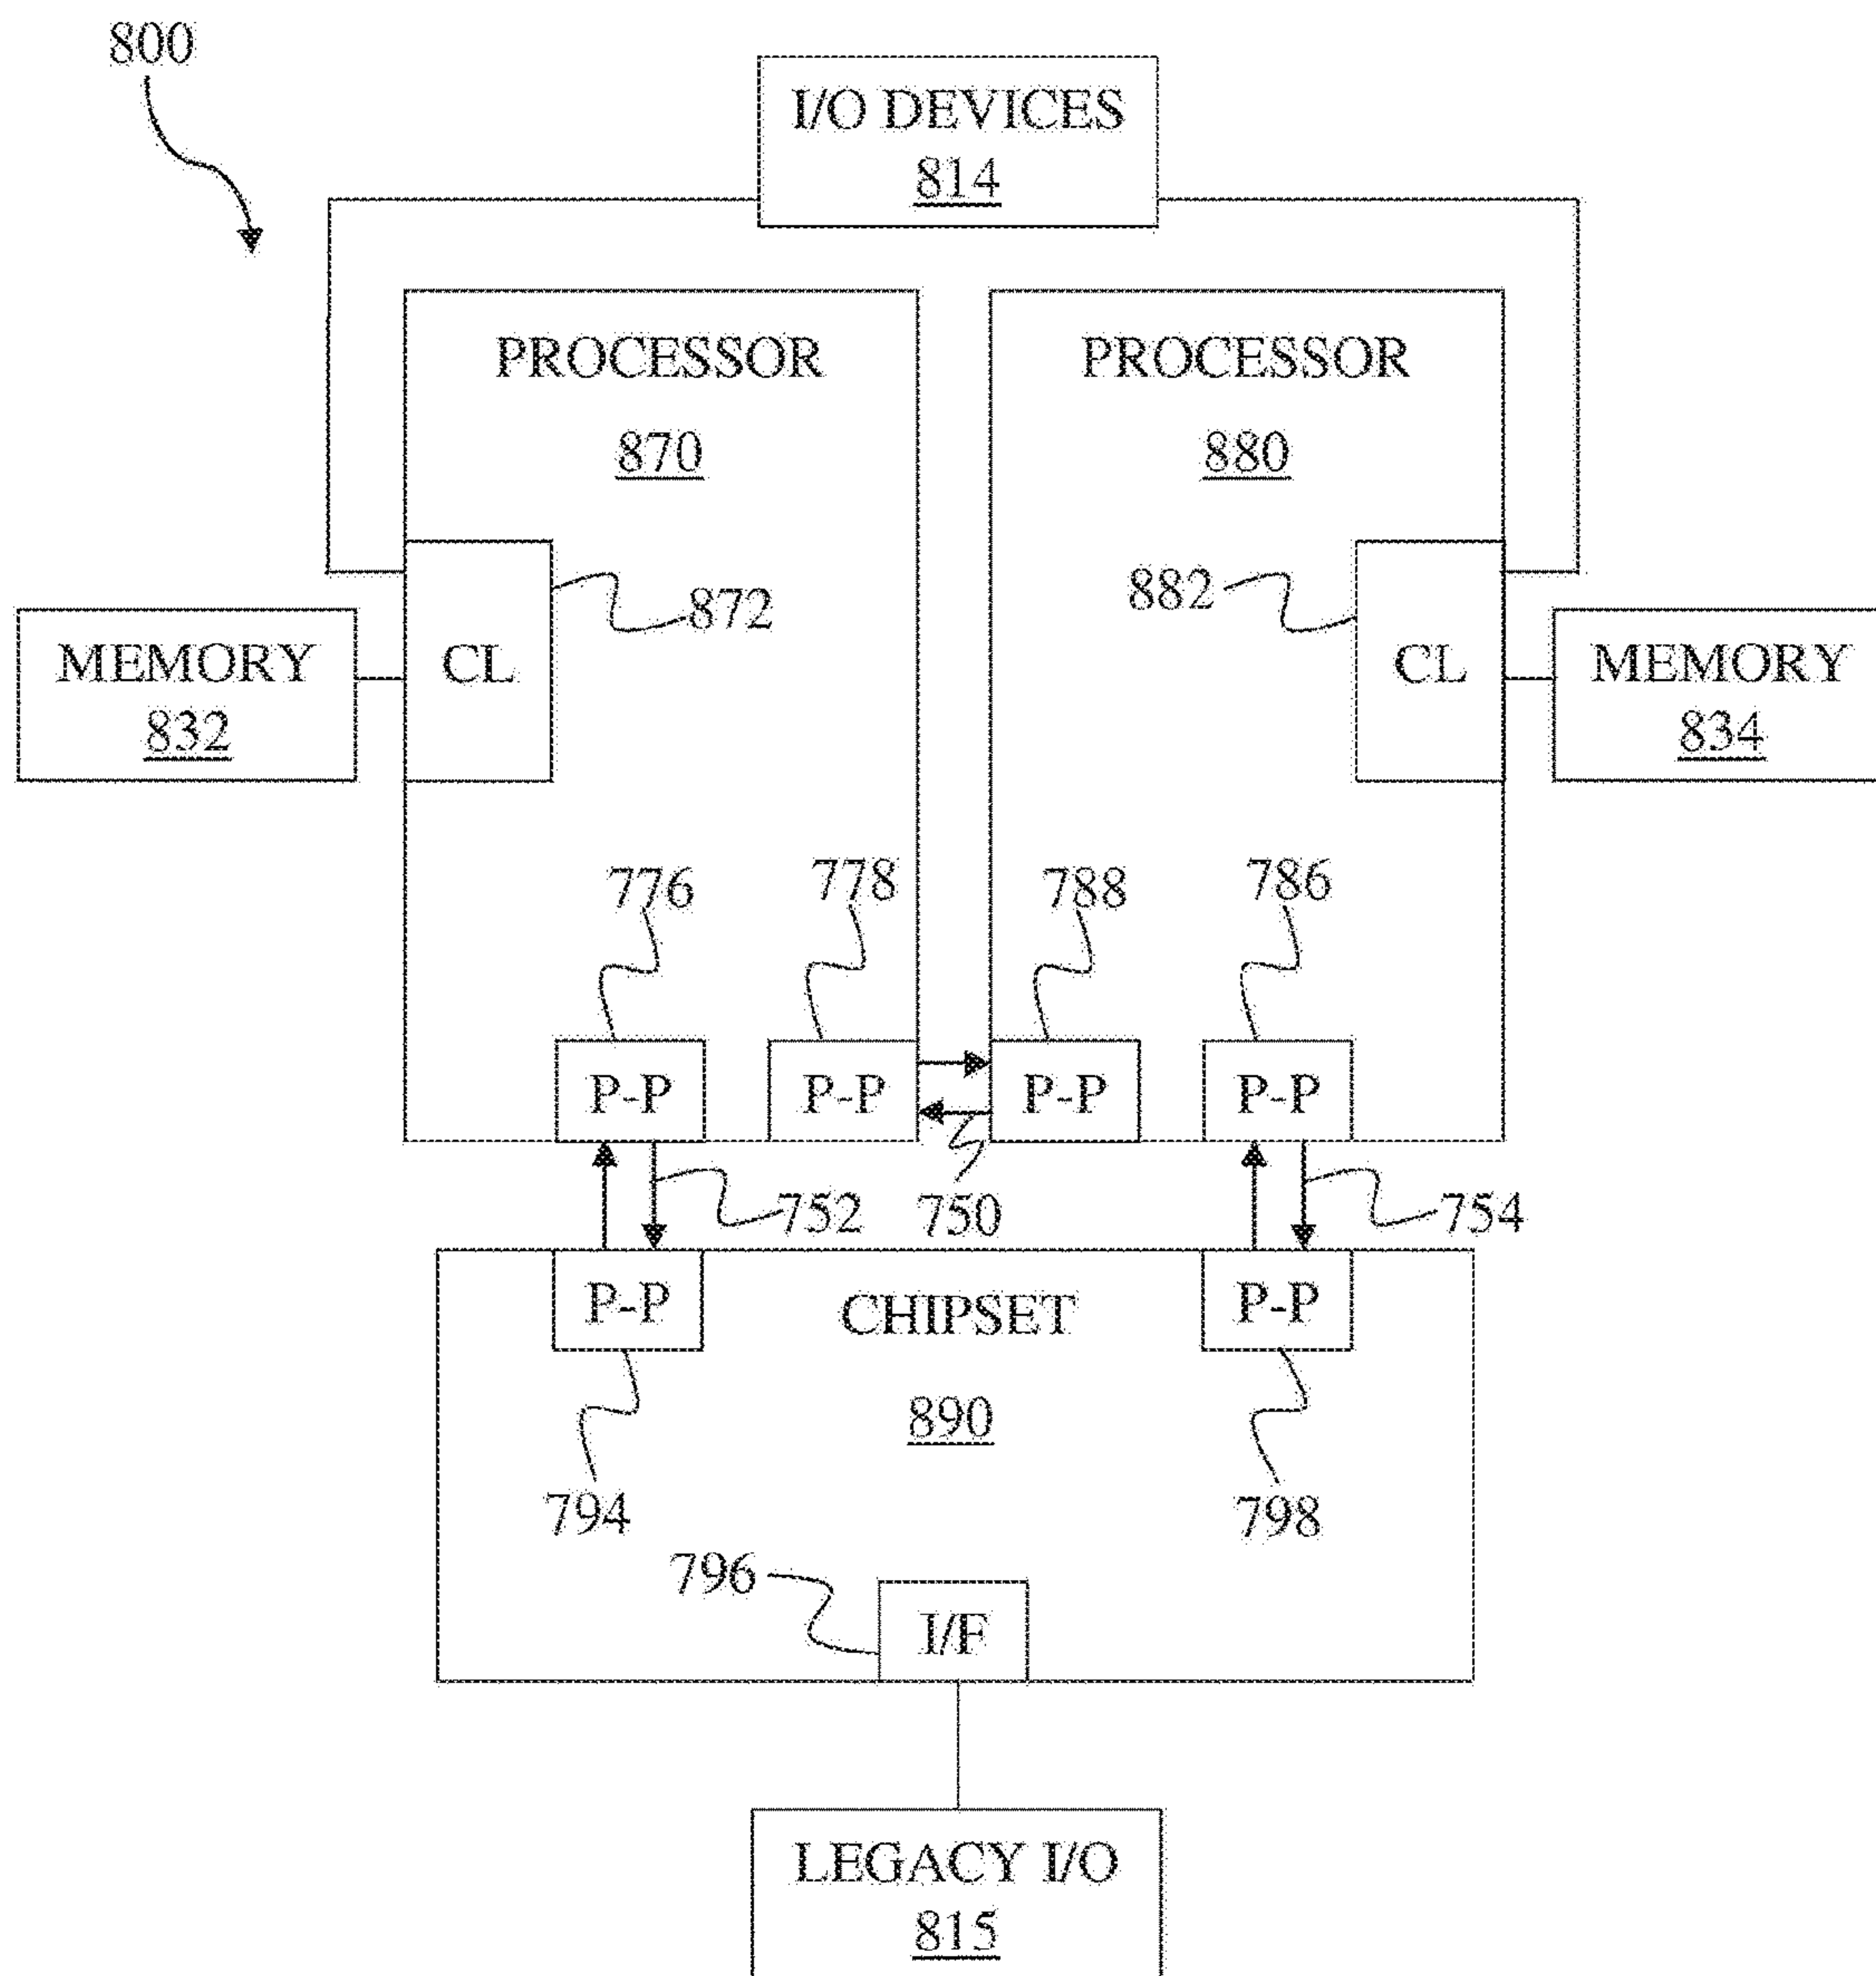 800
I/O DEVICES
814
PROCESSOR
870
PROCESSOR
880
872
882
CL
CL
MEMORY
832
MEMORY
834
776
778
788
786
P-P
P-P
P-P
P-P
752
750
754
P-P
CHIPSET
P-P
890
794
798
796
I/F
LEGACY I/O
815